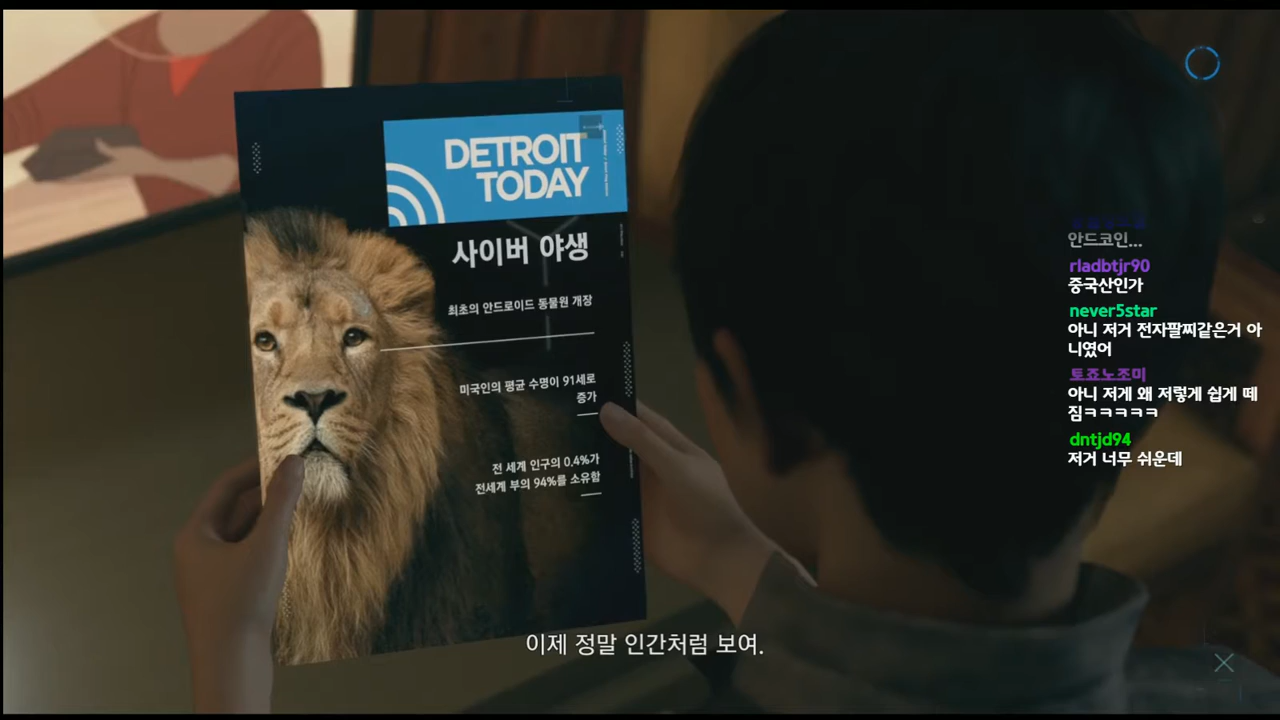 DETROIT
TODAY
사이버 야생
최초의 안드로이드 동물원 개장
미국인의 평균 수명이 91세로
증가
전 세계 인구의 0.4%가
전세계 부의 94%를 소유함
이제 정말 인간처럼 보여.
안드코인...
rladbtjr90
중국산인가
never5star
아니 저거 전자팔찌같은거 아
니였어
토죠노조미
아니 저게 왜 저렇게 쉽게 떼
짐ㅋㅋㅋㅋㅋ
dntjd94
저거 너무 쉬운데